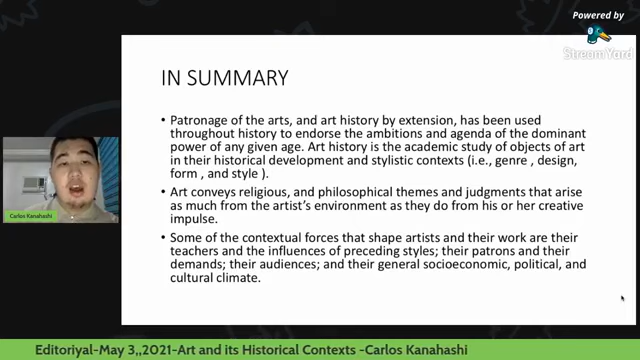 Powered by
StreamYard
IN SUMMARY
• Patronage of the arts, and art history by extension, has been used
throughout history to endorse the ambitions and agenda of the dominant
power of any given age. Art history is the academic study of objects of art
in their historical development and stylistic contexts (i.e., genre , design,
form , and style ).
• Art conveys religious, and philosophical themes and judgments that arise
as much from the artist's environment as they do from his or her creative
impulse.
• Some of the contextual forces that shape artists and their work are their
teachers and the influences of preceding styles; their patrons and their
demands; their audiences; and their general socioeconomic, political, and
cultural climate.
Carlos Kanahashi
Editoriyal-May 3,,2021-Art and its Historical Contexts -Carlos Kanahashi